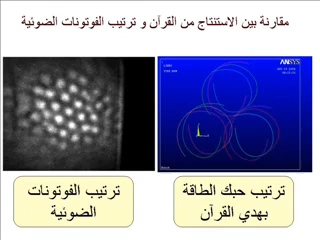 مقارنة بين الاستنتاج من القرآن و ترتيب الفوتونات الضوئية
ANSYS
ترتيب الفوتونات
الضوئية
ترتيب حبك الطاقة
بهدي القرآن